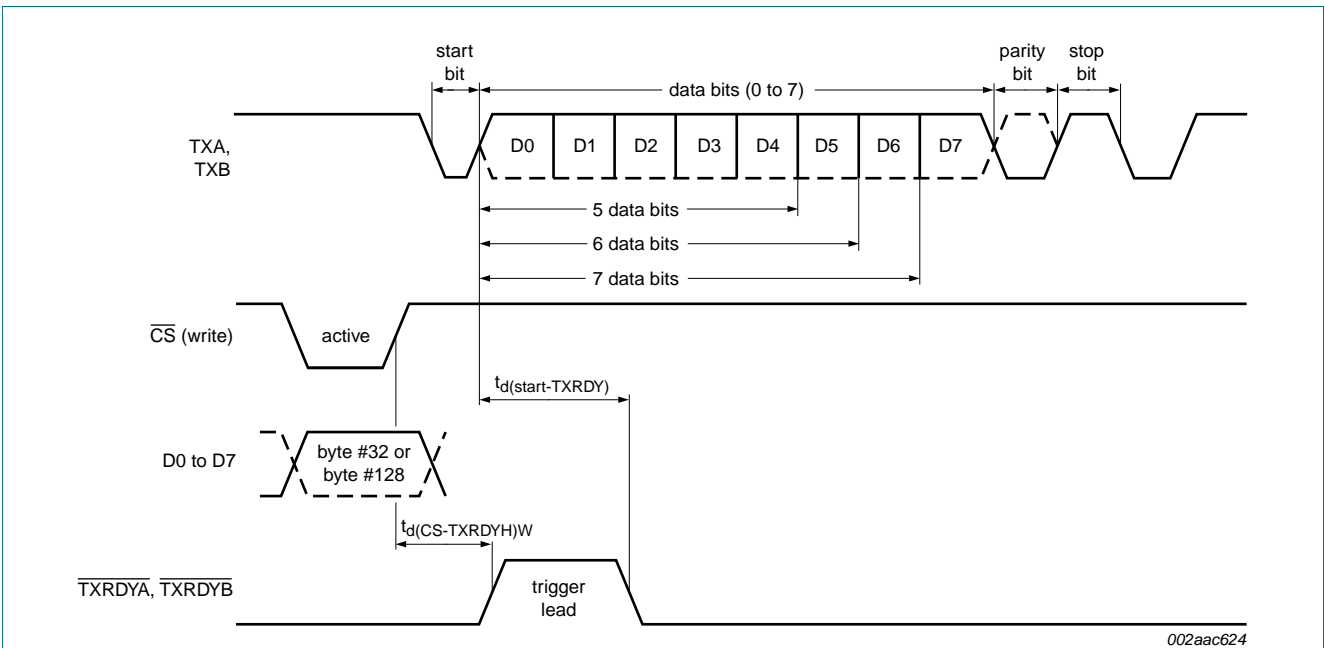 start
bit
data bits (0 to 7)
parity
bit
stop
bit
TXA,
TXB
D0 D1 D2 D3 D4 D5 D6 D7
5 data bits
6 data bits
7 data bits
CS (write)
active
td(start-TXRDY)
D0 to D7
byte #32 or
byte #128
td(CS-TXRDYH)W
TXRDYA, TXRDYB
trigger
lead
002aac624